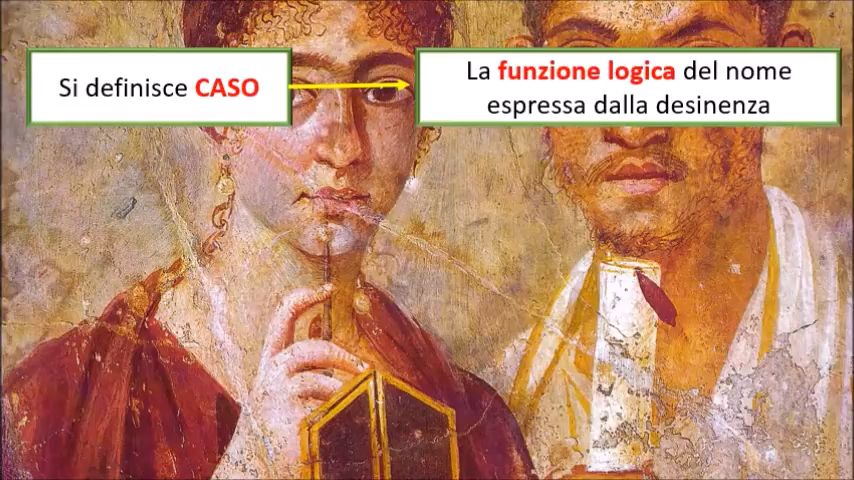 Si definisce CASO
La funzione logica del nome
espressa dalla desinenza